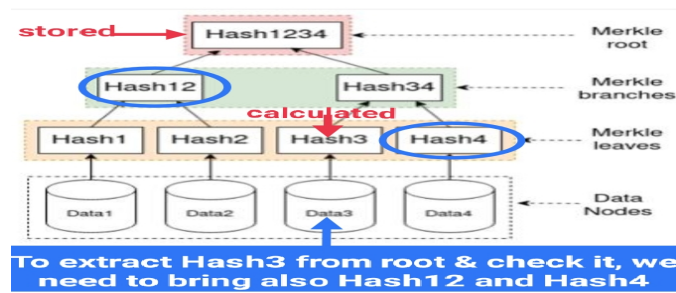 stored
Hash1234
Merkle
root
Hash12
Hash34
Merkle
branches
calculated
Hash1
Hash2
Hash3
Hash4
Merkle
leaves
Data1
Data2
Data3
Data4
Data
Nodes
To extract Hash3 from root & check it, we
need to bring also Hash12 and Hash4